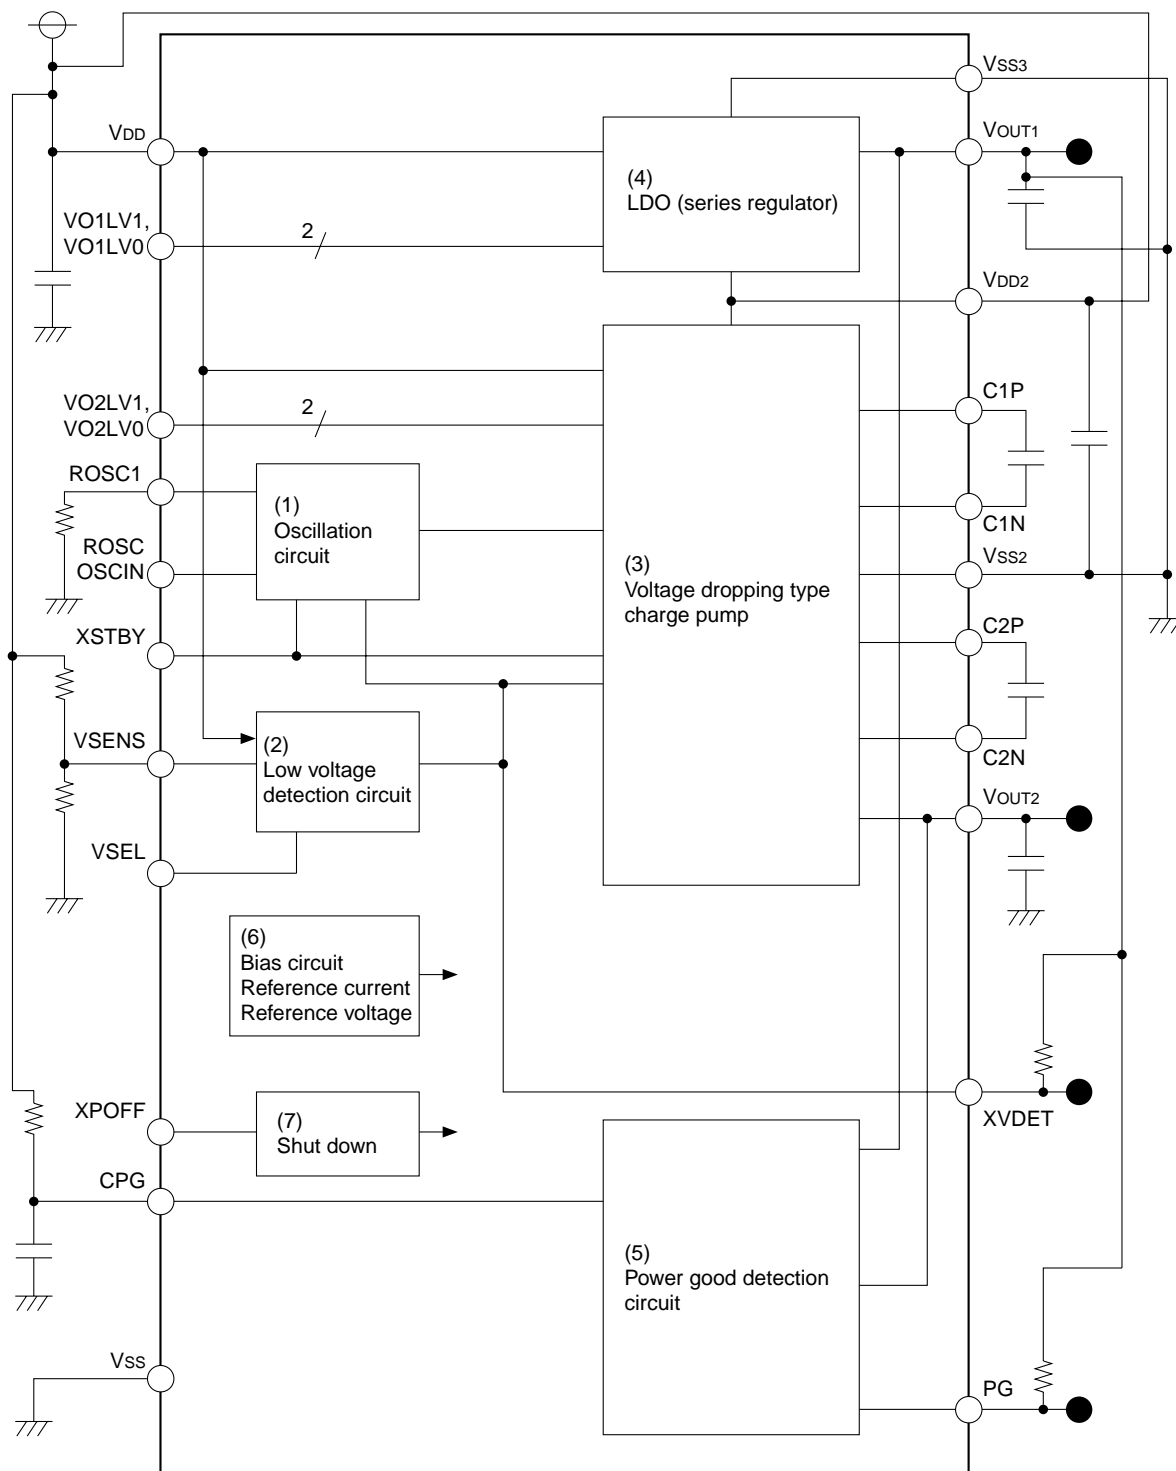 VSS3
VDD
VOUT1
(4)
LDO (series regulator)
VO1LV1,
VO1LV0
2
VDD2
VO2LV1,
VO2LV0
2
C1P
ROSC1
(1)
Oscillation
circuit
C1N
ROSC
OSCIN
VSS2
(3)
Voltage dropping type
charge pump
XSTBY
C2P
VSENS
(2)
Low voltage
detection circuit
C2N
VOUT2
VSEL
(6)
Bias circuit
Reference current
Reference voltage
XPOFF
(7)
Shut down
XVDET
CPG
(5)
Power good detection
circuit
VSS
PG